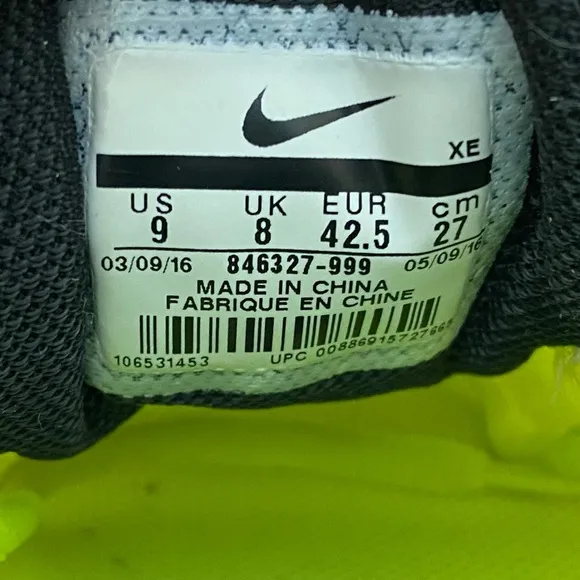 XE
US UK EUR cm
9 8 42.5 27
03/09/16 846327-999 05/09/16
MADE IN CHINA
FABRIQUE EN CHINE
106531453 UPC 00886915727665